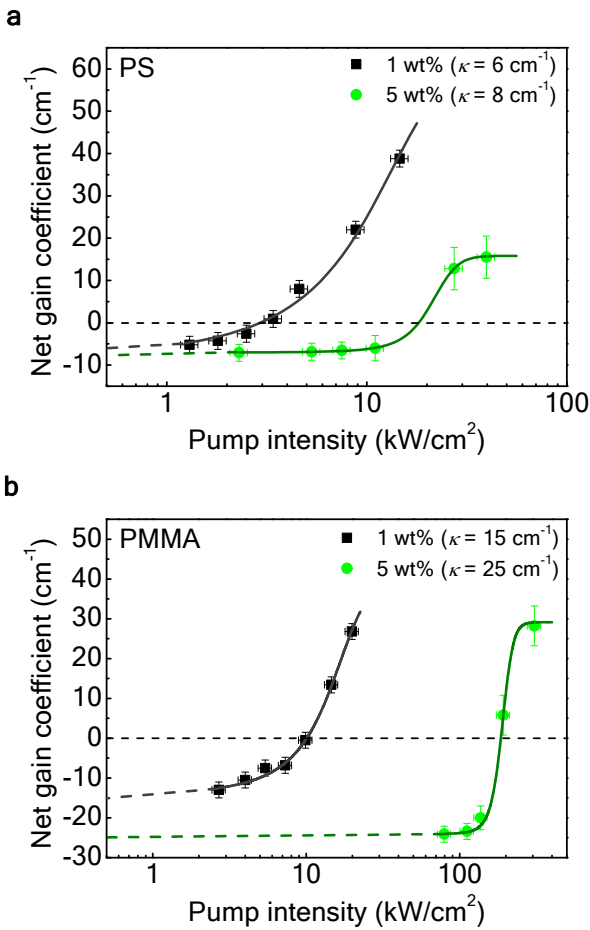 a
PS
1 wt% (κ = 6 cm⁻¹)
5 wt% (κ = 8 cm⁻¹)
Net gain coefficient (cm⁻¹)
60
50
40
30
20
10
0
-10
1
10
100
Pump intensity (kW/cm²)
b
PMMA
1 wt% (κ = 15 cm⁻¹)
5 wt% (κ = 25 cm⁻¹)
Net gain coefficient (cm⁻¹)
50
40
30
20
10
0
-10
-20
-30
1
10
100
Pump intensity (kW/cm²)